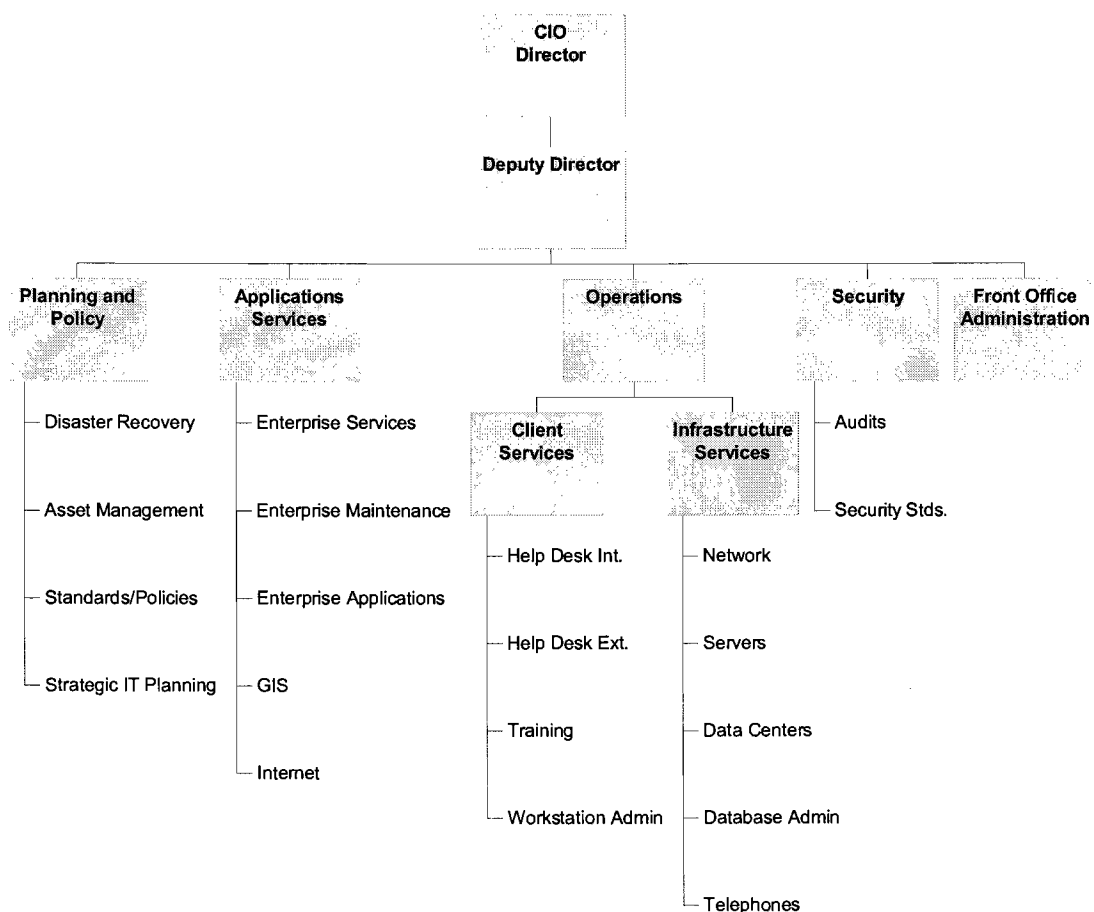 CIO
Director
Deputy Director
Planning and
Policy
Applications
Services
Operations
Security
Front Office
Administration
Disaster Recovery
Asset Management
Standards/Policies
Strategic IT Planning
Enterprise Services
Enterprise Maintenance
Enterprise Applications
GIS
Internet
Client
Services
Help Desk Int.
Help Desk Ext.
Training
Workstation Admin
Infrastructure
Services
Network
Servers
Data Centers
Database Admin
Telephones
Audits
Security Stds.